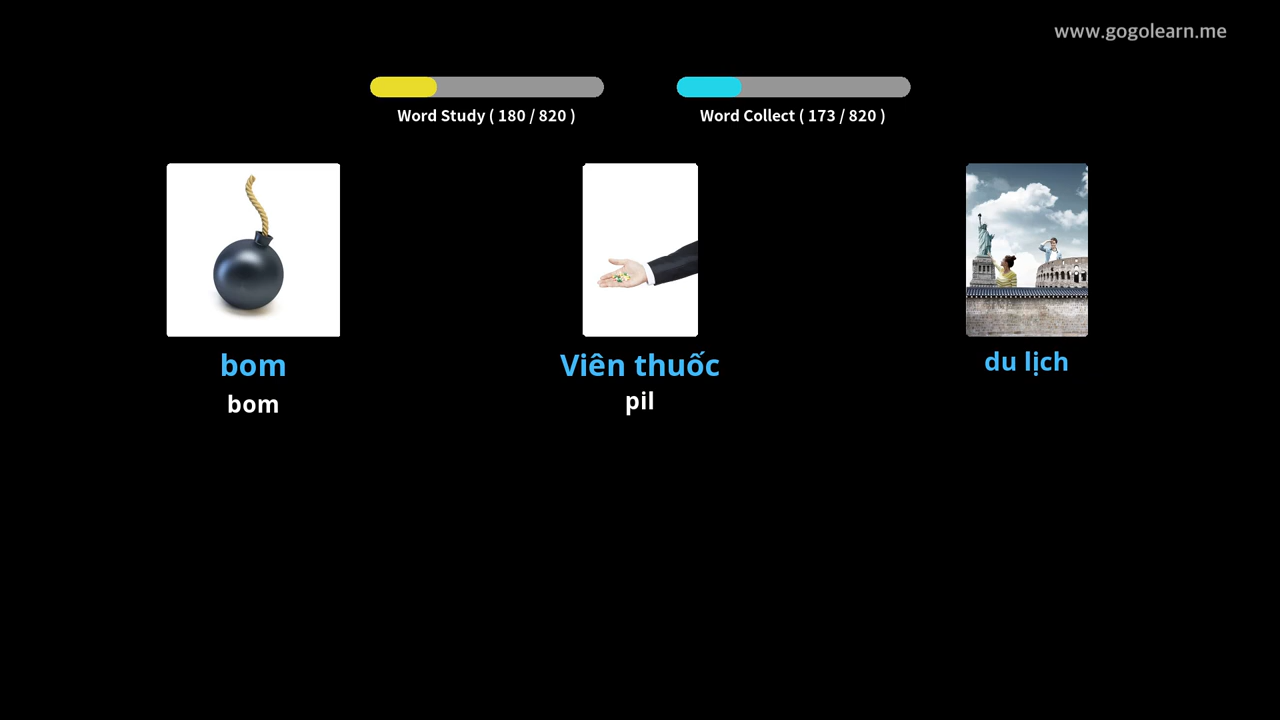 www.gogolearn.me
Word Study ( 180 / 820 )
Word Collect ( 173 / 820 )
bom
bom
Viên thuốc
pil
du lịch